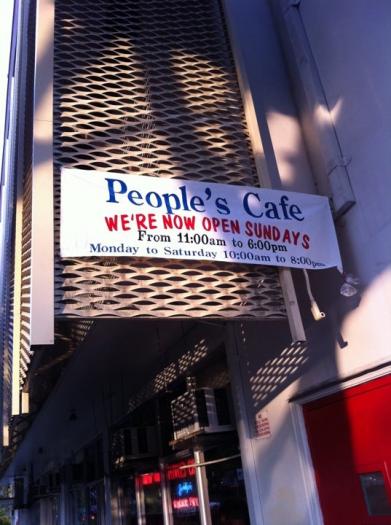 People's Cafe
WE'RE NOW OPEN SUNDAYS
From 11:00am to 6:00pm
Monday to Saturday 10:00am to 8:00pm